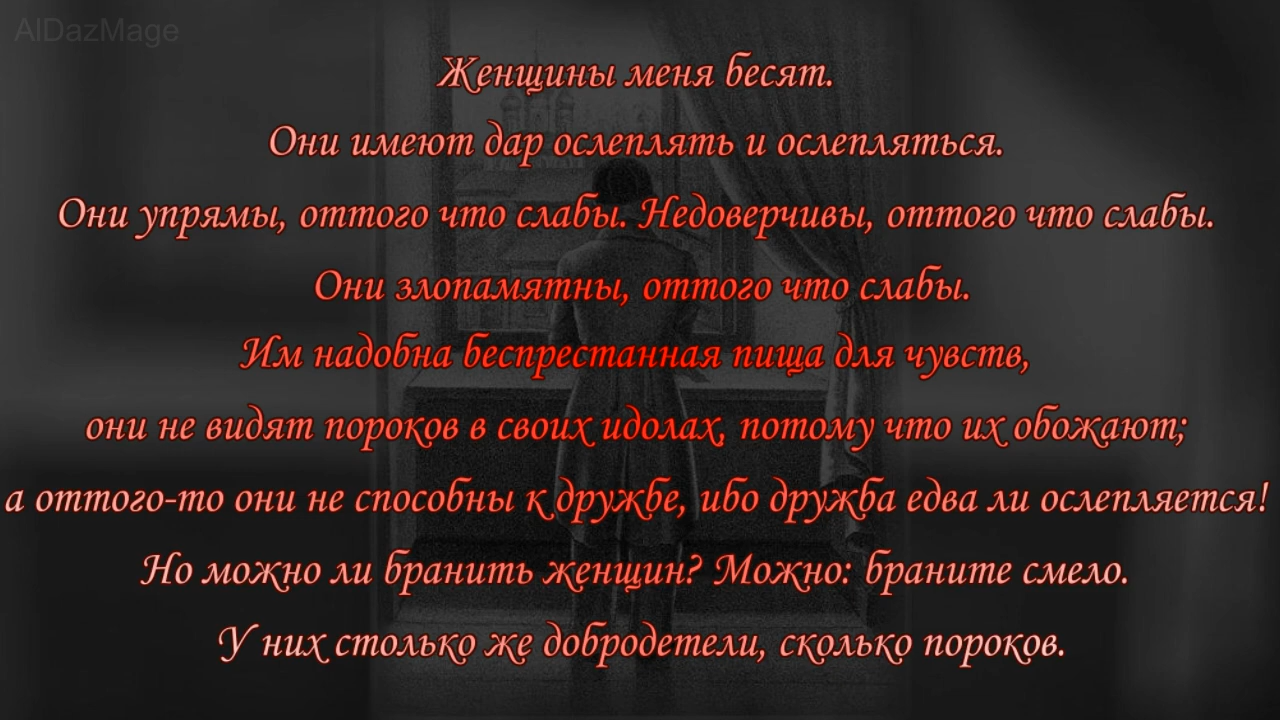 AlDazMage
Женщины меня бесят.
Они имеют дар ослеплять и ослепляться.
Они упрямы, оттого что слабы. Недоверчивы, оттого что слабы.
Они злопамятны, оттого что слабы.
Им надобна беспрестанная пища для чувств,
они не видят пороков в своих идолах, потому что их обожают;
а оттого-то они не способны к дружбе, ибо дружба едва ли ослепляется!
Но можно ли бранить женщин? Можно: браните смело.
У них столько же добродетели, сколько пороков.